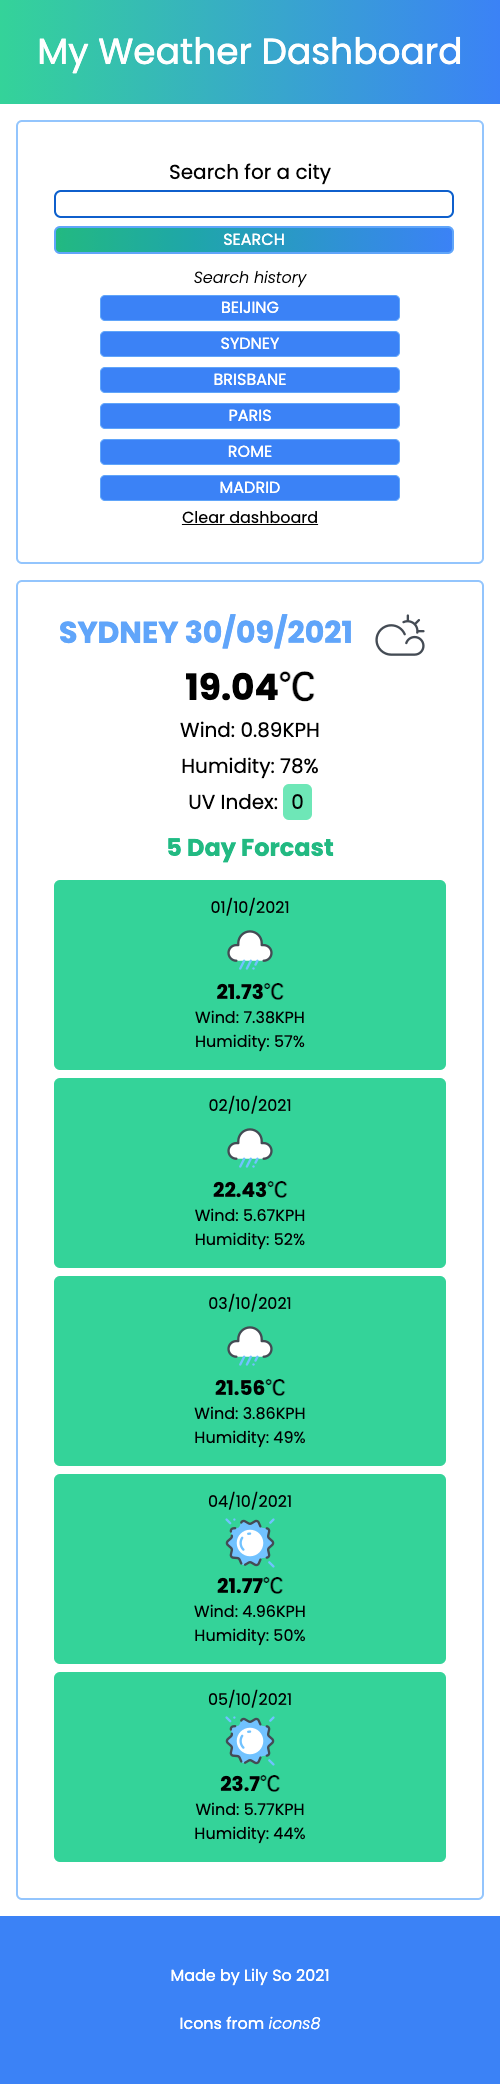 My Weather Dashboard
Search for a city
SEARCH
Search history
BEIJING
SYDNEY
BRISBANE
PARIS
ROME
MADRID
Clear dashboard
SYDNEY 30/09/2021
19.04°C
Wind: 0.89KPH
Humidity: 78%
UV Index: 0
5 Day Forcast
01/10/2021
21.73°C
Wind: 7.38KPH
Humidity: 57%
02/10/2021
22.43°C
Wind: 5.67KPH
Humidity: 52%
03/10/2021
21.56°C
Wind: 3.86KPH
Humidity: 49%
04/10/2021
21.77°C
Wind: 4.96KPH
Humidity: 50%
05/10/2021
23.7°C
Wind: 5.77KPH
Humidity: 44%
Made by Lily So 2021
Icons from icons8